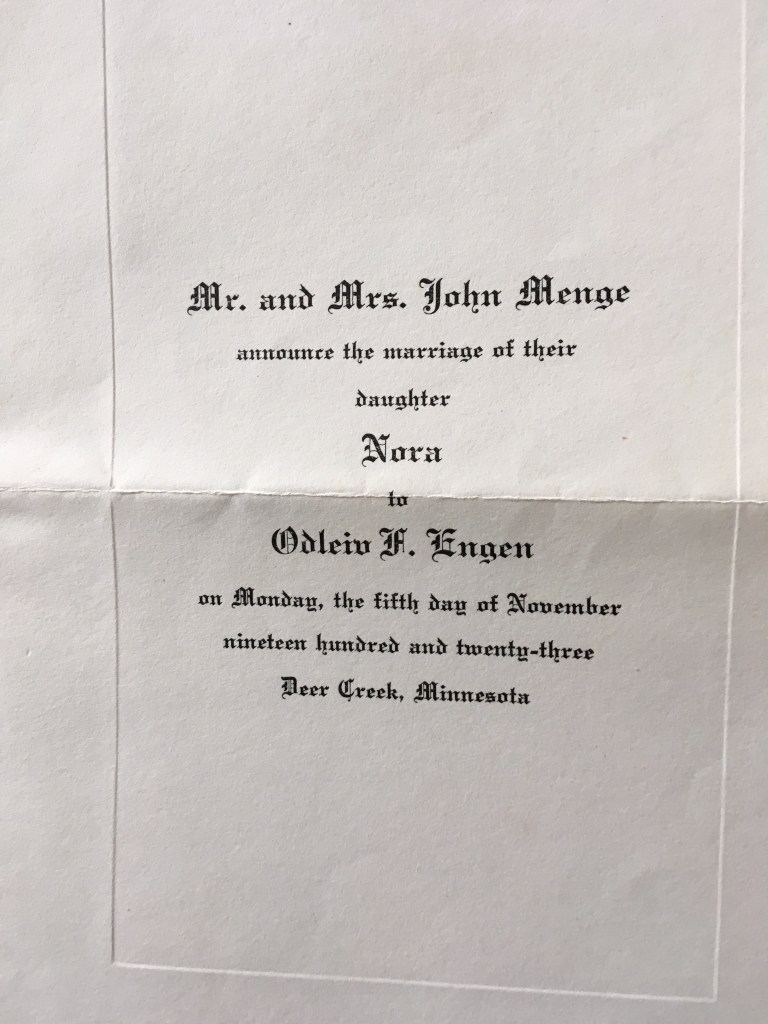 Mr. and Mrs. John Menge
announce the marriage of their
daughter
Nora
to
Odleiv F. Engen
on Monday, the fifth day of November
nineteen hundred and twenty-three
Deer Creek, Minnesota